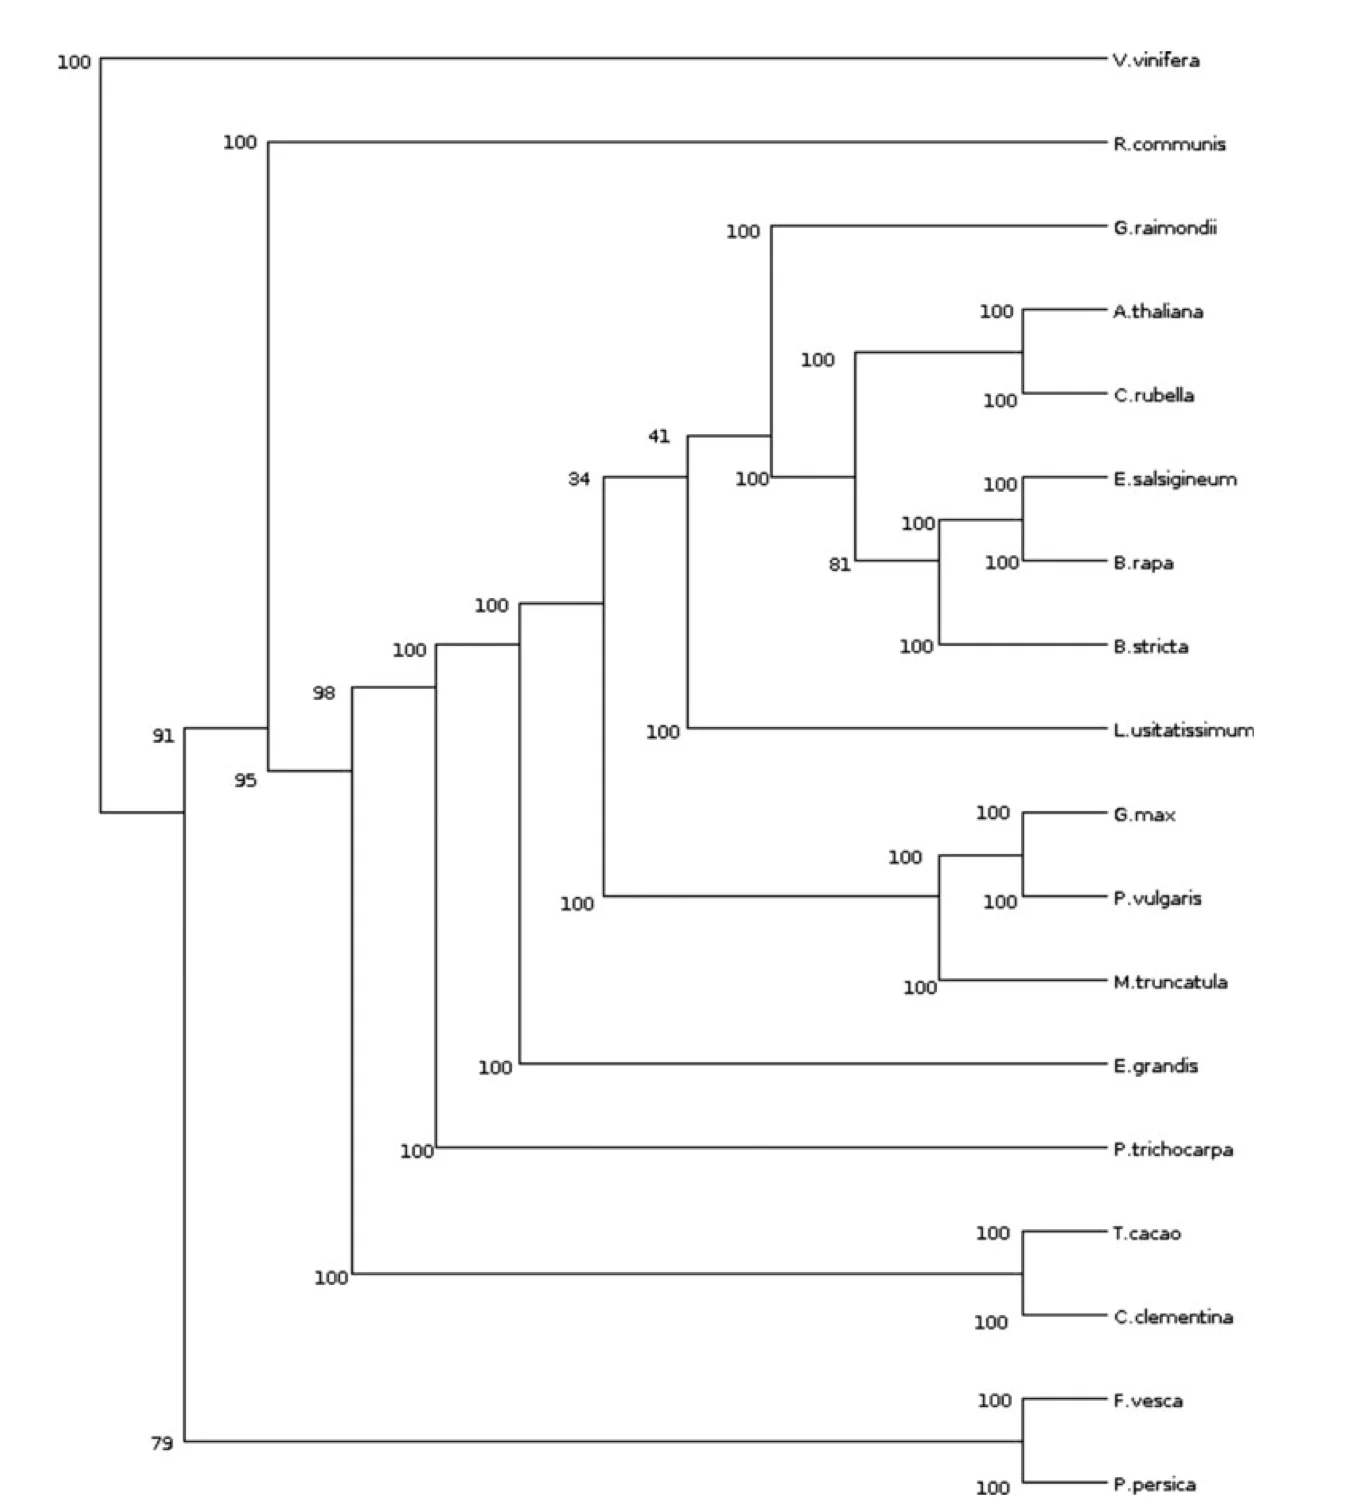 100 V.vinifera
100 R.communis
100 G.raimondii
100 A.thaliana
100
100 C.rubella
41
34 100 100 E.salsigineum
100
81 100 B.rapa
100
100 100 B.stricta
98
91 100 L.usitatissimum
95
100 G.max
100
100 100 P.vulgaris
100 M.truncatula
100 E.grandis
100 P.trichocarpa
100 T.cacao
100
100 C.clementina
100 F.vesca
79
100 P.persica